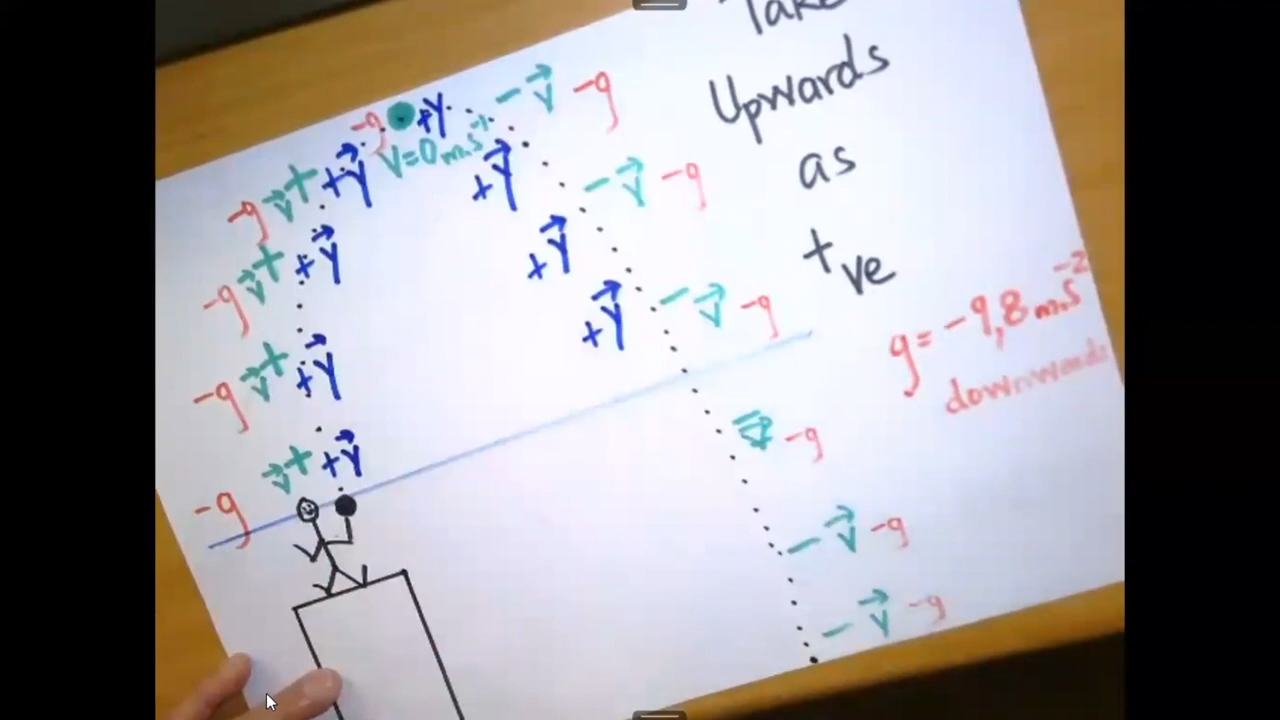 Take
Upwards
as
+ve
g = -9,8 m.s⁻²
downwards
-g +y -v⃗ -g
v=0 m.s⁻¹
-g v⃗+ +y⃗ +y⃗ -v⃗ -g
-g v⃗+ +y⃗ +y⃗
-g v⃗+ +y⃗ +y⃗ -v⃗ -g
-g v⃗+ +y⃗ -v⃗ -g
-v⃗ -g
-v⃗ -g